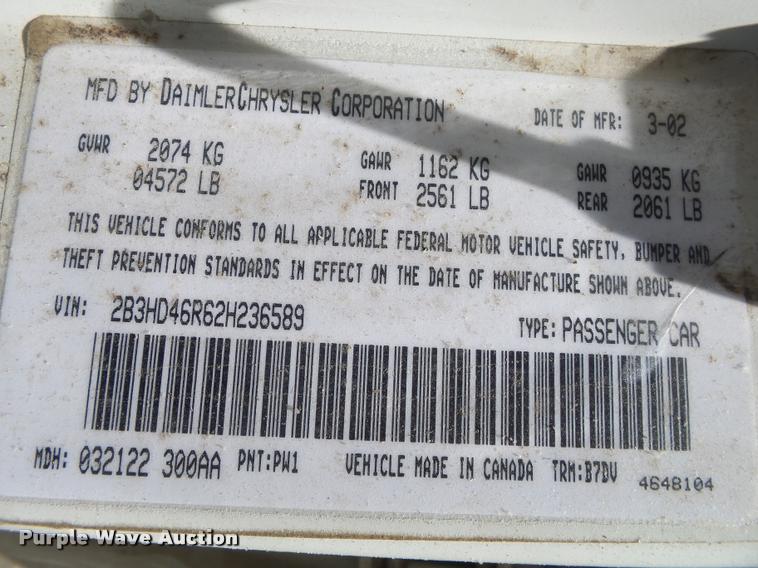 MFD BY DAIMLERCHRYSLER CORPORATION DATE OF MFR: 3-02
GVWR 2074 KG GAWR 1162 KG GAWR 0935 KG
04572 LB FRONT 2561 LB REAR 2061 LB
THIS VEHICLE CONFORMS TO ALL APPLICABLE FEDERAL MOTOR VEHICLE SAFETY, BUMPER AND
THEFT PREVENTION STANDARDS IN EFFECT ON THE DATE OF MANUFACTURE SHOWN ABOVE.
VIN: 2B3HD46R62H236589 TYPE: PASSENGER CAR
MDH: 032122 300AA PNT:PW1 VEHICLE MADE IN CANADA TRM:B7DV 4648104
Purple Wave Auction